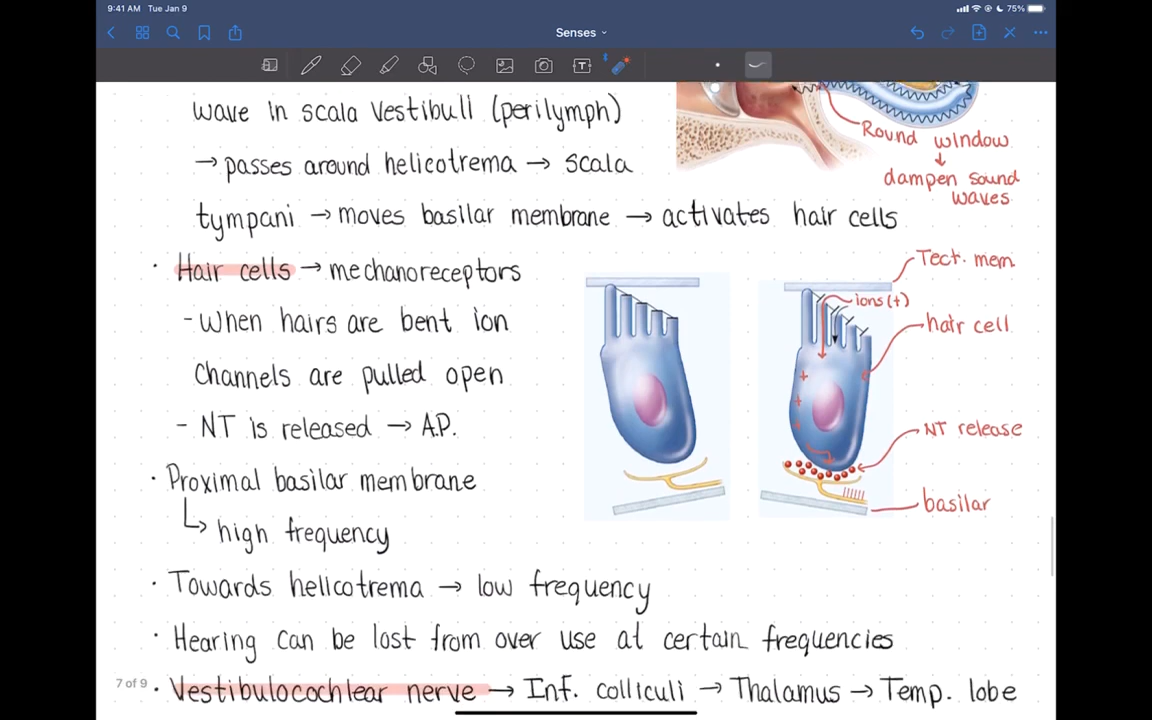 9:41 AM Tue Jan 9
75%
Senses
wave in scala vestibuli (perilymph)
→ passes around helicotrema → scala
tympani → moves basilar membrane → activates hair cells
Round window
↓
dampen sound
waves
· Hair cells → mechanoreceptors
- When hairs are bent ion
channels are pulled open
- NT is released → A.P.
Tect. mem.
ions (+)
hair cell
+
+
+
NT release
basilar
· Proximal basilar membrane
↳ high frequency
· Towards helicotrema → low frequency
· Hearing can be lost from over use at certain frequencies
7 of 9
· Vestibulocochlear nerve → Inf. colliculi → Thalamus → Temp. lobe